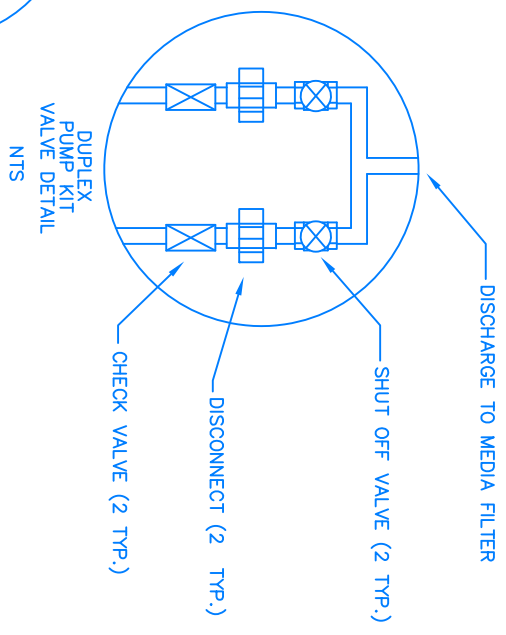 DISCHARGE TO MEDIA FILTER
SHUT OFF VALVE (2 TYP.)
DISCONNECT (2 TYP.)
CHECK VALVE (2 TYP.)
DUPLEX
PUMP KIT
VALVE DETAIL
NTS